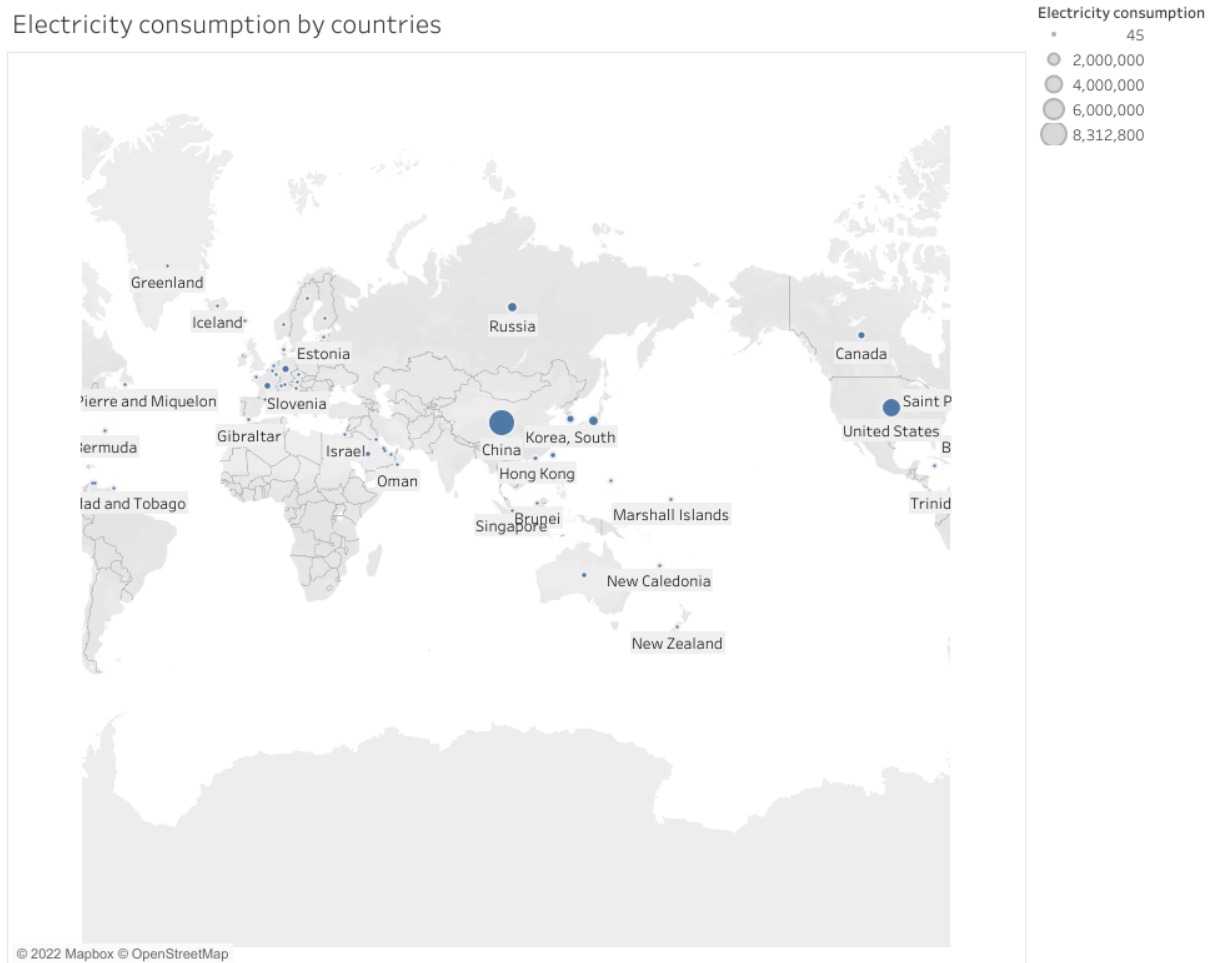 Electricity consumption by countries
Electricity consumption
45
2,000,000
4,000,000
6,000,000
8,312,800
Greenland
Iceland
Russia
Estonia
Canada
Pierre and Miquelon
Slovenia
Saint P
Gibraltar
Korea, South
United States
Bermuda
Israel
China
B
Oman
Hong Kong
dad and Tobago
Brunei
Marshall Islands
Trinid
Singapore
New Caledonia
New Zealand
© 2022 Mapbox © OpenStreetMap